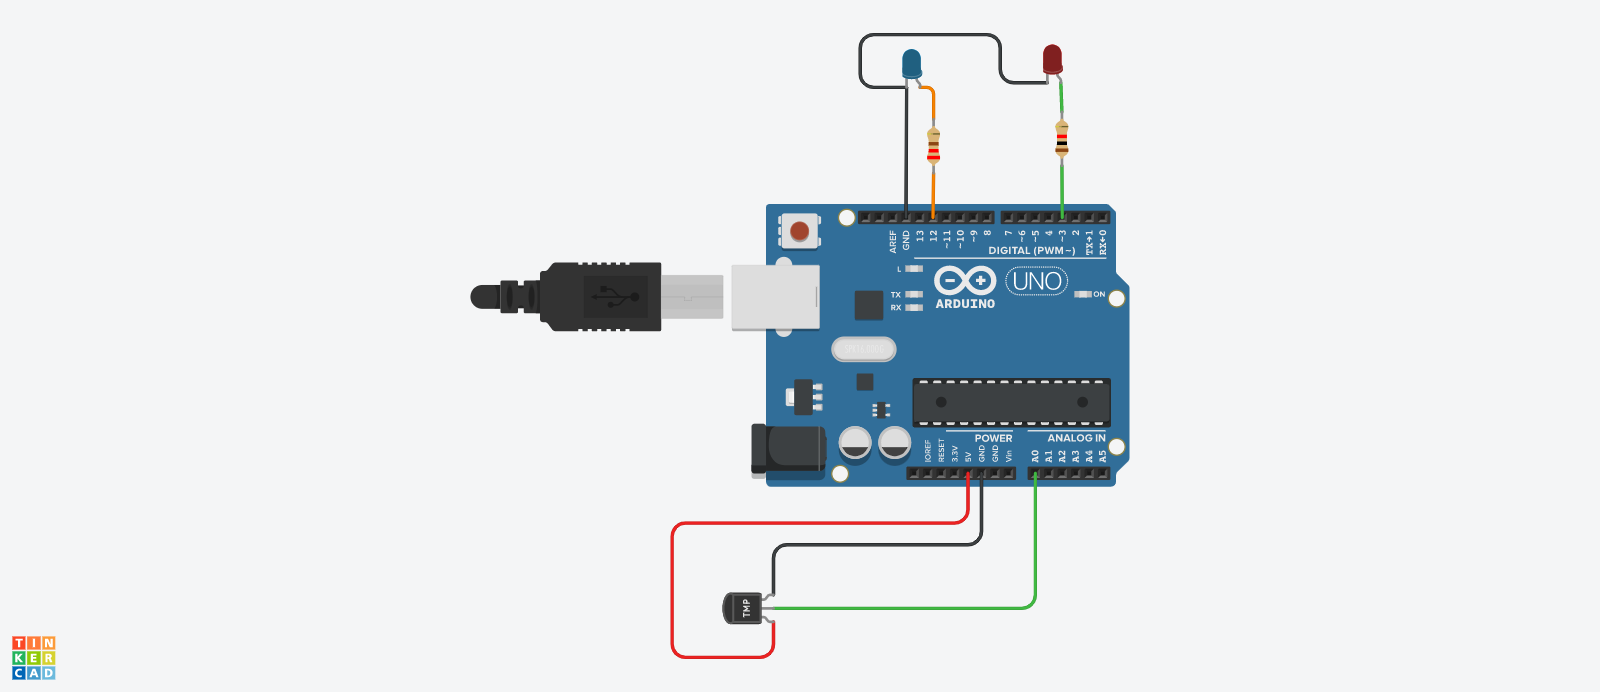 AREF
GND
13
12
~11
~10
~9
8
7
~6
~5
4
~3
2
TX→1
RX←0
DIGITAL (PWM~)
L
TX
RX
ARDUINO
UNO
ON
POWER
ANALOG IN
IOREF
RESET
3.3V
5V
GND
GND
Vin
A0
A1
A2
A3
A4
A5
TMP
TIN
KER
CAD